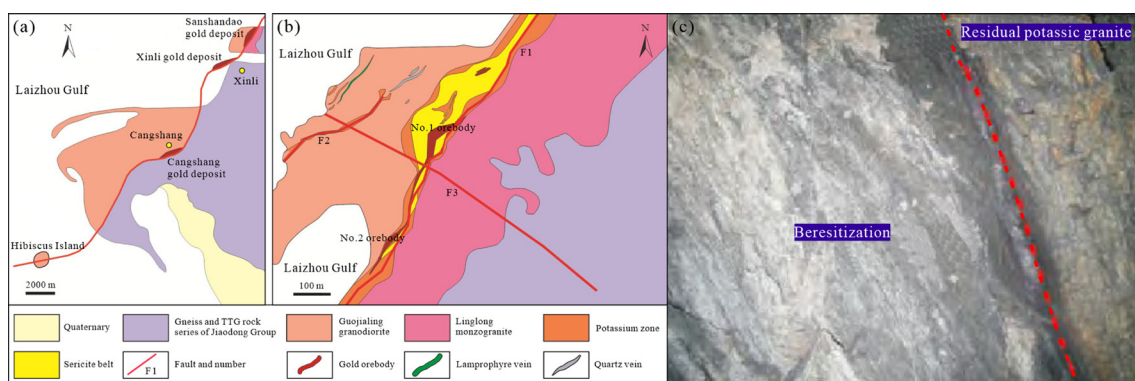 (a)
N
Sanshandao
gold deposit
Xinli gold deposit
Xinli
Laizhou Gulf
Cangshang
Cangshang
gold deposit
Hibiscus Island
2000 m
(b)
Laizhou Gulf
N
F1
No.1 orebody
F2
F3
No.2 orebody
Laizhou Gulf
100 m
(c)
Residual potassic granite
Beresitization
Quaternary
Gneiss and TTG rock
series of Jiaodong Group
Guojialing
granodiorite
Linglong
monzogranite
Potassium zone
Sericite belt
F1
Fault and number
Gold orebody
Lamprophyre vein
Quartz vein